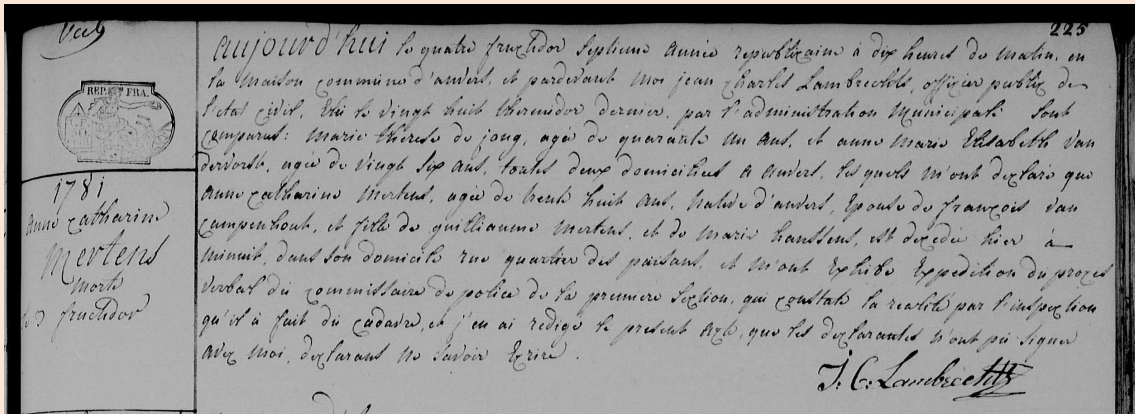 225
REP. FRA.
1781
Anne Catharine
Mertens
morte
le 3 fructidor
aujourd'hui le quatre fructidor septieme année republicaine à dix heures du matin, en
la maison commune d'anvers, et pardevant moi jean charles Lambrechts, officier public de
l'etat civil, Elu le vingt huit thermidor dernier, par l'administration Municipale sont
comparus: marie thérese de jong, agée de quarante un ans, et anne marie Elisabeth van
dervorst, agée de vingt six ans, toutes deux domiciliees a anvers, lesquels m'ont declaré que
anne catharine Mertens, agée de trente huit ans, native d'anvers, Epouse de françois van
campenhout, et fille de guilliaume Mertens, et de marie hanssens, est decedée hier à
minuit, dans son domicile rue quartier des paisans, et m'ont Exhibé Expedition du proces
verbal du commissaire de police de la premiere section, qui constate la realité par l'inspection
qu'il à fait du cadavre, et j'en ai redigé le present acte, que les declarantes n'ont pu signer
avec moi, declarant ne savoir Ecrire.
J. C. Lambrechts